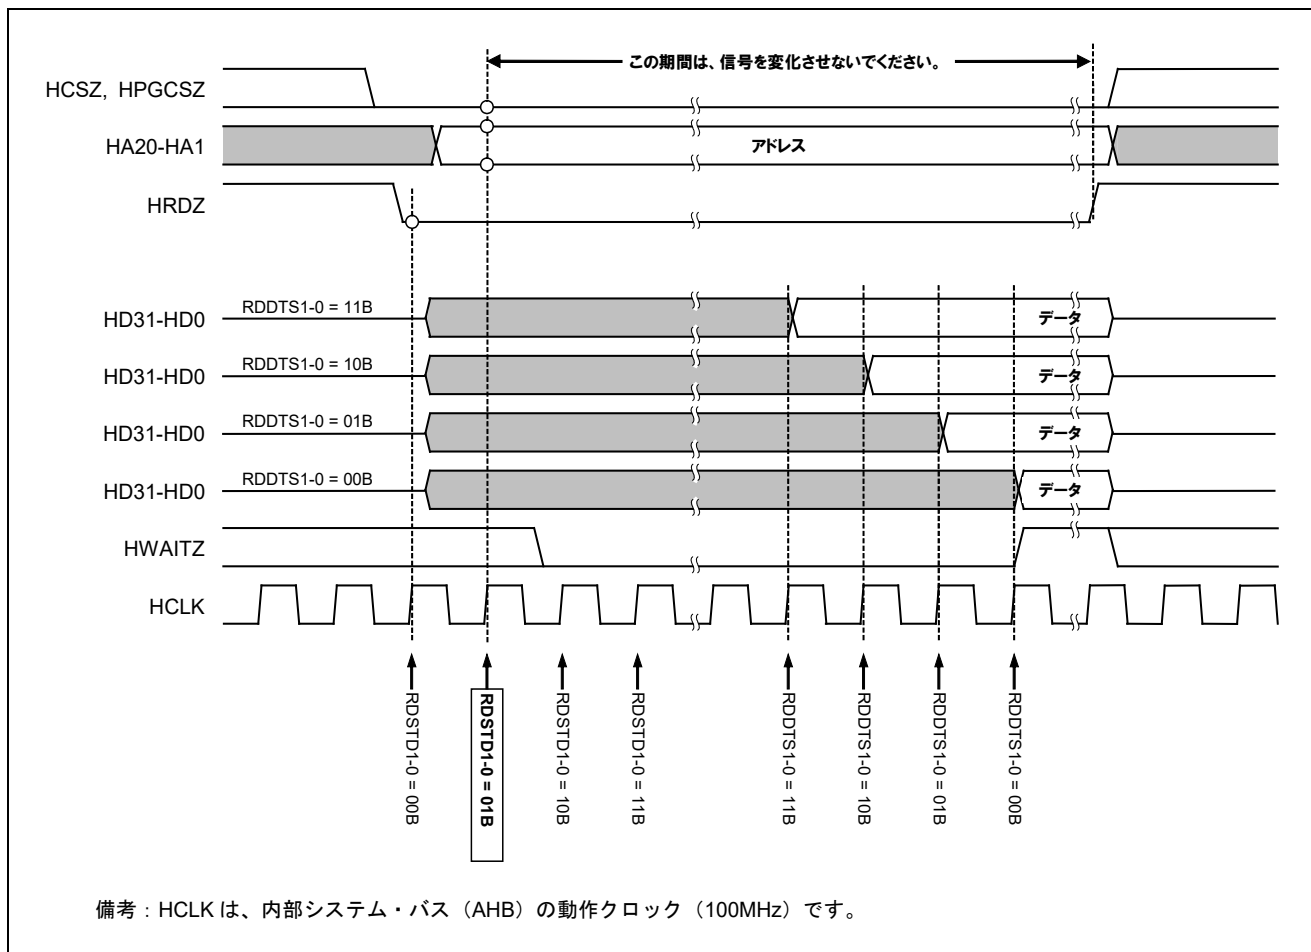 この期間は、信号を変化させないでください。
HCSZ, HPGCSZ
HA20-HA1
アドレス
HRDZ
HD31-HD0
RDDTS1-0 = 11B
データ
HD31-HD0
RDDTS1-0 = 10B
データ
HD31-HD0
RDDTS1-0 = 01B
データ
HD31-HD0
RDDTS1-0 = 00B
データ
HWAITZ
HCLK
RDSTD1-0 = 00B
RDSTD1-0 = 01B
RDSTD1-0 = 10B
RDSTD1-0 = 11B
RDDTS1-0 = 11B
RDDTS1-0 = 10B
RDDTS1-0 = 01B
RDDTS1-0 = 00B
備考：HCLK は、内部システム・バス（AHB）の動作クロック（100MHz）です。